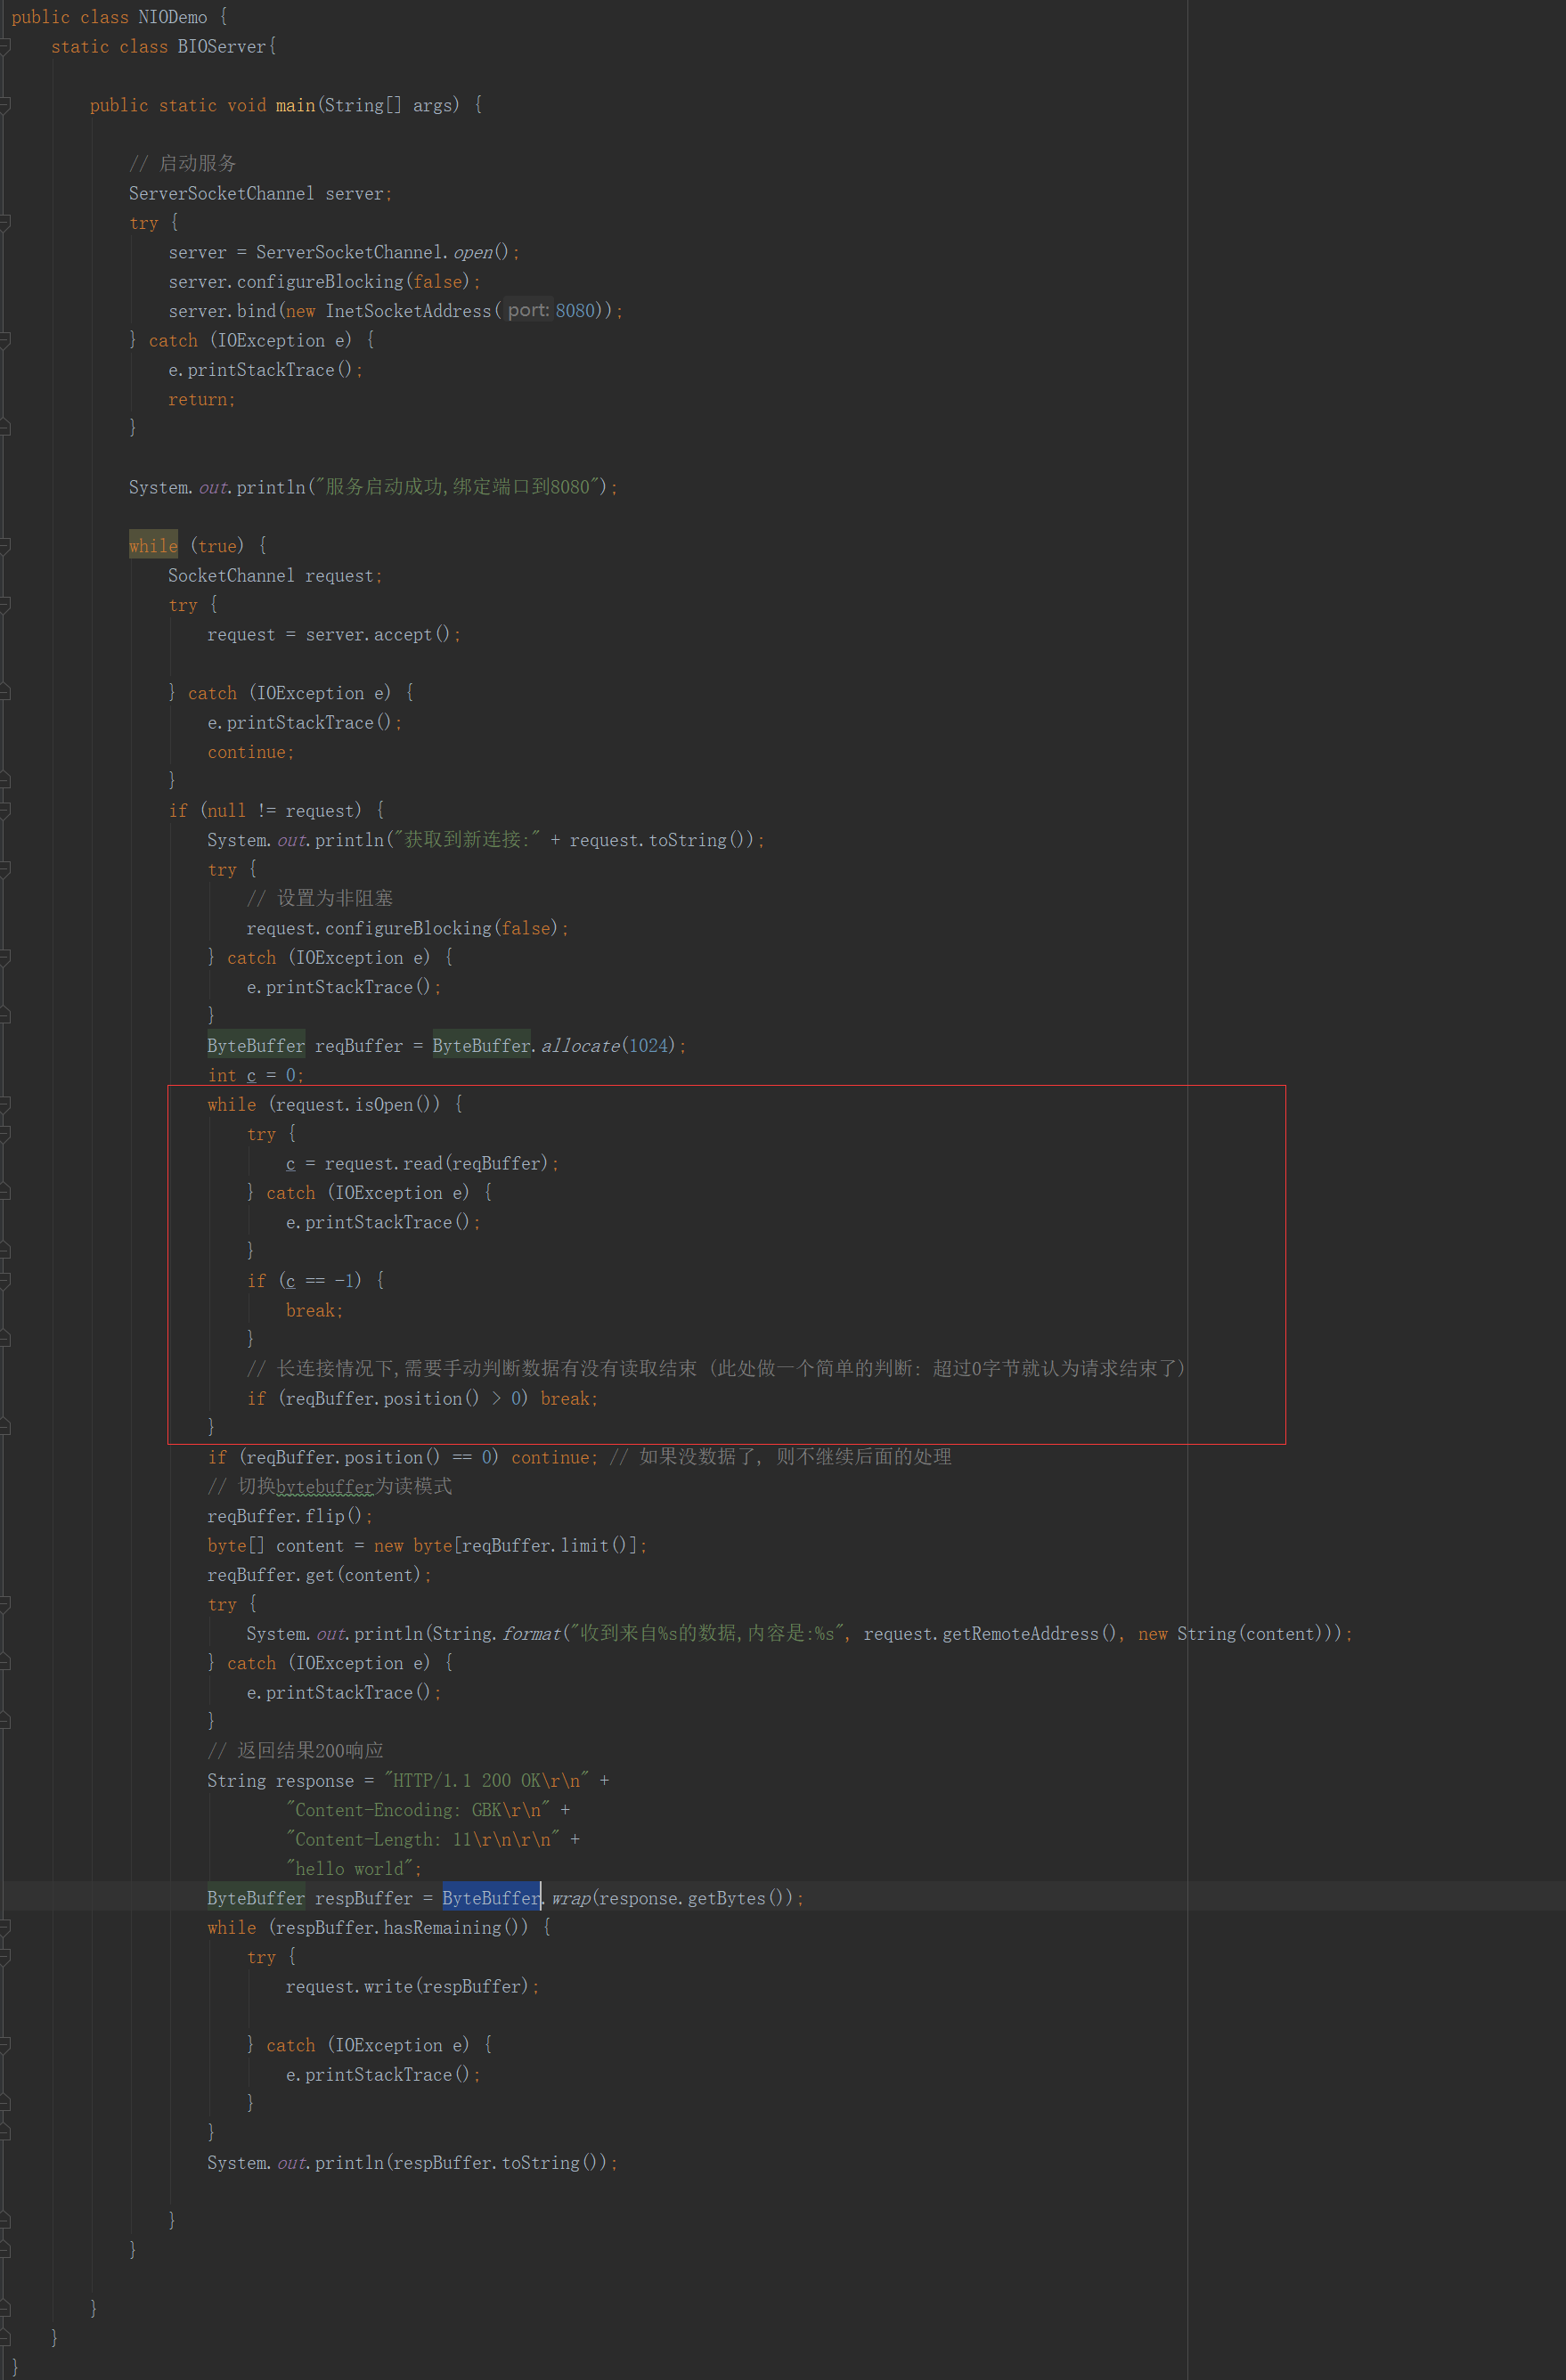 public class NIODemo {
static class BIOServer{
public static void main(String[] args) {
// 启动服务
ServerSocketChannel server;
try {
server = ServerSocketChannel.open();
server.configureBlocking(false);
server.bind(new InetSocketAddress( port: 8080));
} catch (IOException e) {
e.printStackTrace();
return;
}
System.out.println("服务启动成功,绑定端口到8080");
while (true) {
SocketChannel request;
try {
request = server.accept();
} catch (IOException e) {
e.printStackTrace();
continue;
}
if (null != request) {
System.out.println("获取到新连接:" + request.toString());
try {
// 设置为非阻塞
request.configureBlocking(false);
} catch (IOException e) {
e.printStackTrace();
}
ByteBuffer reqBuffer = ByteBuffer.allocate(1024);
int c = 0;
while (request.isOpen()) {
try {
c = request.read(reqBuffer);
} catch (IOException e) {
e.printStackTrace();
}
if (c == -1) {
break;
}
// 长连接情况下,需要手动判断数据有没有读取结束 (此处做一个简单的判断: 超过0字节就认为请求结束了)
if (reqBuffer.position() > 0) break;
}
if (reqBuffer.position() == 0) continue; // 如果没数据了, 则不继续后面的处理
// 切换bytebuffer为读模式
reqBuffer.flip();
byte[] content = new byte[reqBuffer.limit()];
reqBuffer.get(content);
try {
System.out.println(String.format("收到来自%s的数据,内容是:%s", request.getRemoteAddress(), new String(content)));
} catch (IOException e) {
e.printStackTrace();
}
// 返回结果200响应
String response = "HTTP/1.1 200 OK\r\n" +
"Content-Encoding: GBK\r\n" +
"Content-Length: 11\r\n\r\n" +
"hello world";
ByteBuffer respBuffer = ByteBuffer.wrap(response.getBytes());
while (respBuffer.hasRemaining()) {
try {
request.write(respBuffer);
} catch (IOException e) {
e.printStackTrace();
}
}
System.out.println(respBuffer.toString());
}
}
}
}
}